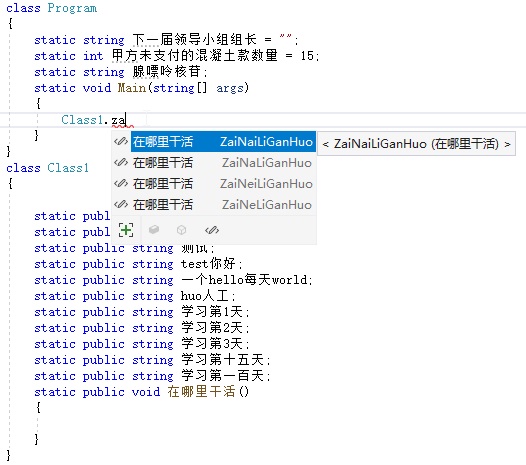 class Program
{
static string 下一届领导小组组长 = "";
static int 甲方未支付的混凝土款数量 = 15;
static string 腺嘌呤核苷;
static void Main(string[] args)
{
Class1.za
在哪里干活 ZaiNaLiGanHuo < ZaiNaiLiGanHuo (在哪里干活) >
在哪里干活 ZaiNaLiGanHuo
在哪里干活 ZaiNeiLiGanHuo
在哪里干活 ZaiNeLiGanHuo
}
}
class Class1
{
static publ
static publ
static public string 测试;
static public string test你好;
static public string 一个hello每天world;
static public string huo人工;
static public string 学习第1天;
static public string 学习第2天;
static public string 学习第3天;
static public string 学习第十五天;
static public string 学习第一百天;
static public void 在哪里干活()
{
}
}